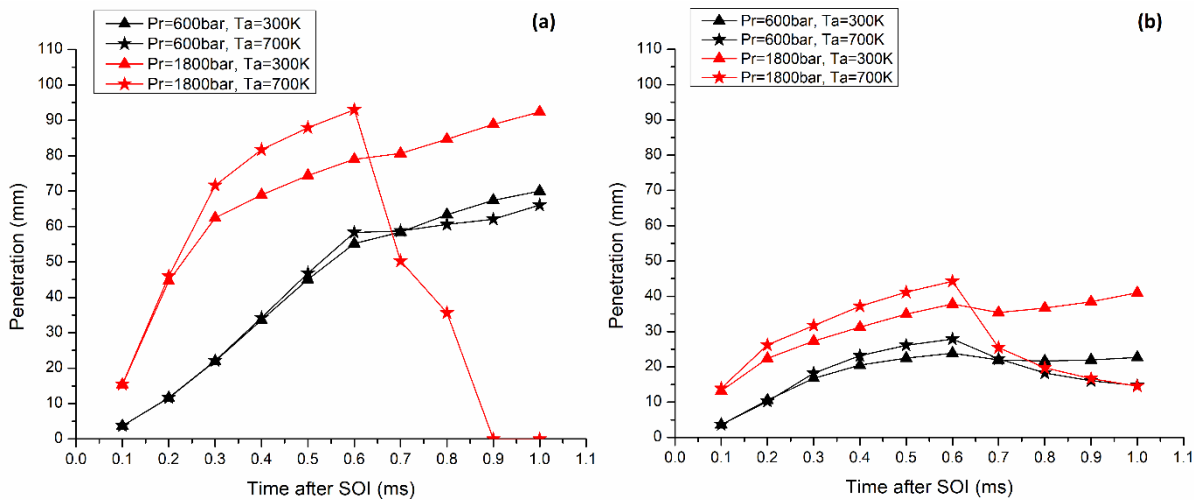 Pr=600bar, Ta=300K
Pr=600bar, Ta=700K
Pr=1800bar, Ta=300K
Pr=1800bar, Ta=700K
(a)
110
100
90
80
70
60
50
40
30
20
10
0
Penetration (mm)
0.0 0.1 0.2 0.3 0.4 0.5 0.6 0.7 0.8 0.9 1.0 1.1
Time after SOI (ms)
Pr=600bar, Ta=300K
Pr=600bar, Ta=700K
Pr=1800bar, Ta=300K
Pr=1800bar, Ta=700K
(b)
110
100
90
80
70
60
50
40
30
20
10
0
Penetration (mm)
0.0 0.1 0.2 0.3 0.4 0.5 0.6 0.7 0.8 0.9 1.0 1.1
Time after SOI (ms)